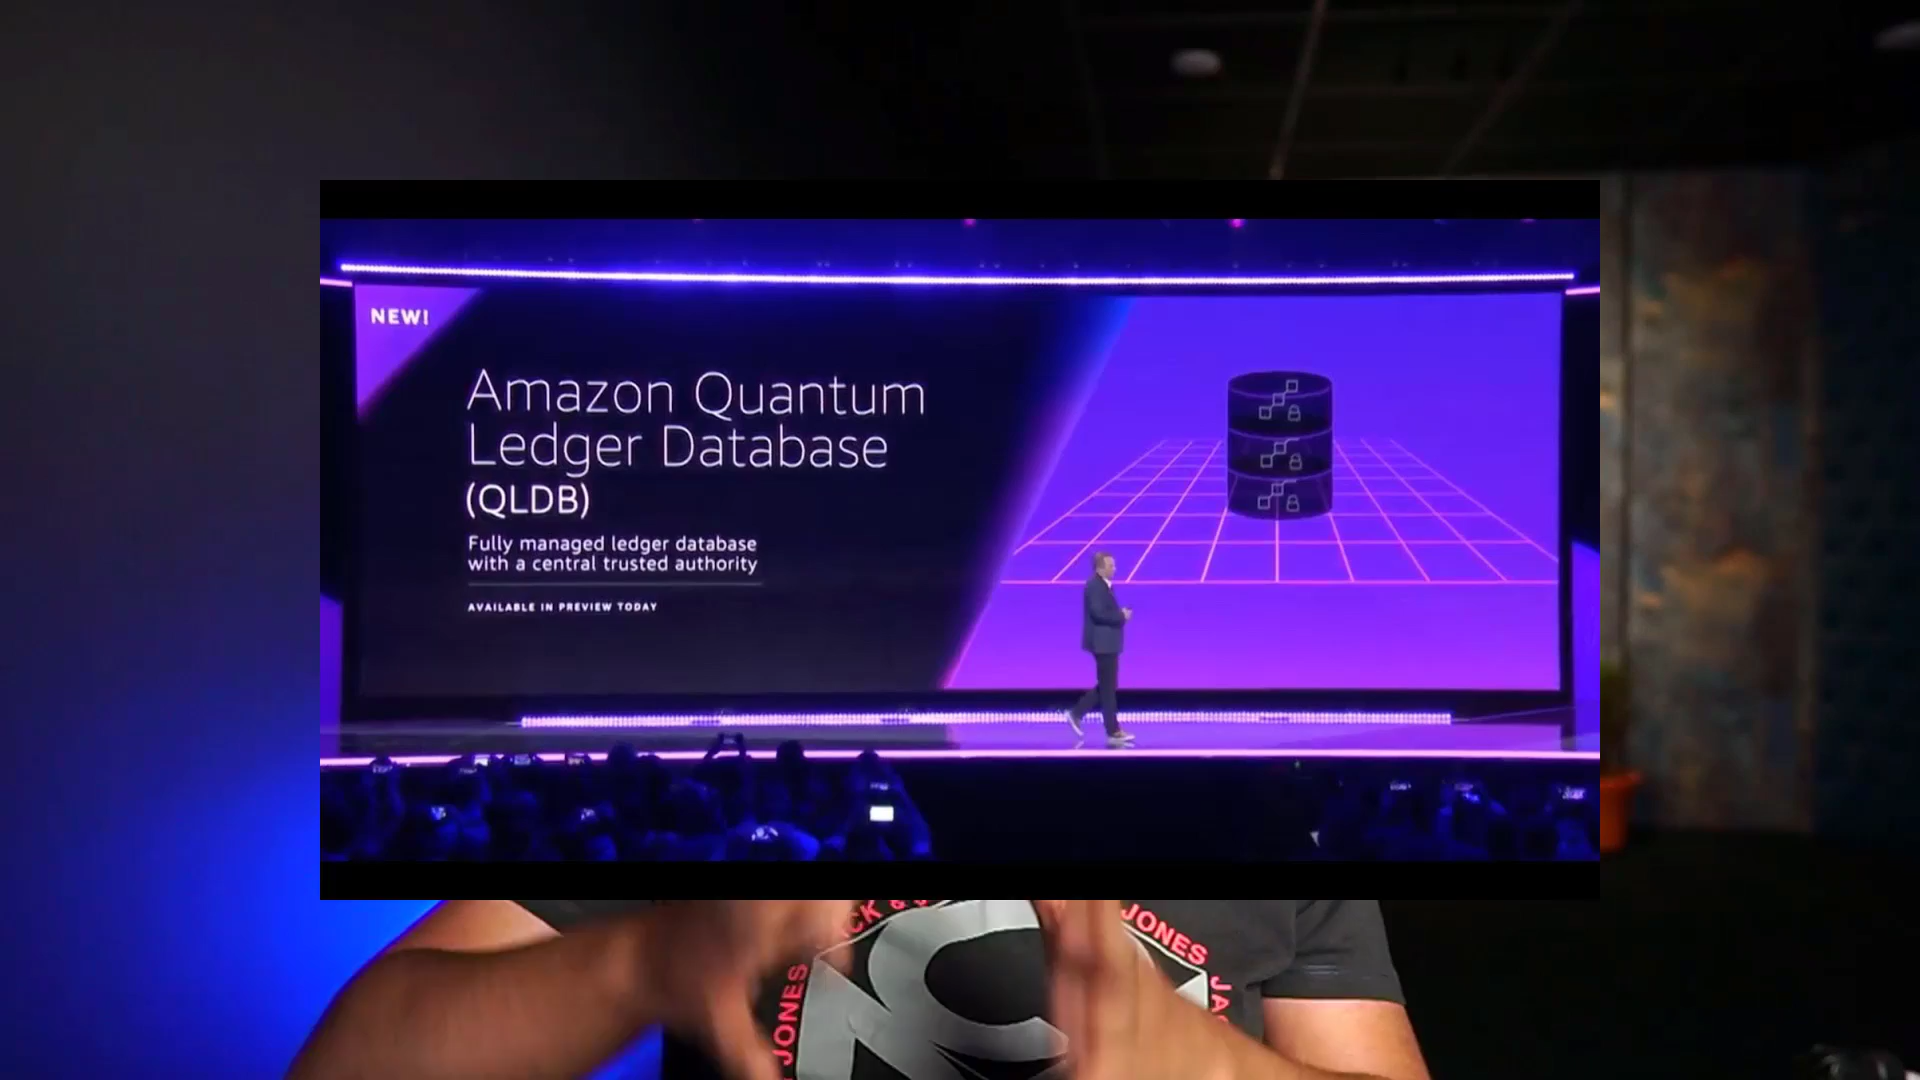 NEW!
Amazon Quantum
Ledger Database
(QLDB)
Fully managed ledger database
with a central trusted authority
AVAILABLE IN PREVIEW TODAY
JONES
JONES